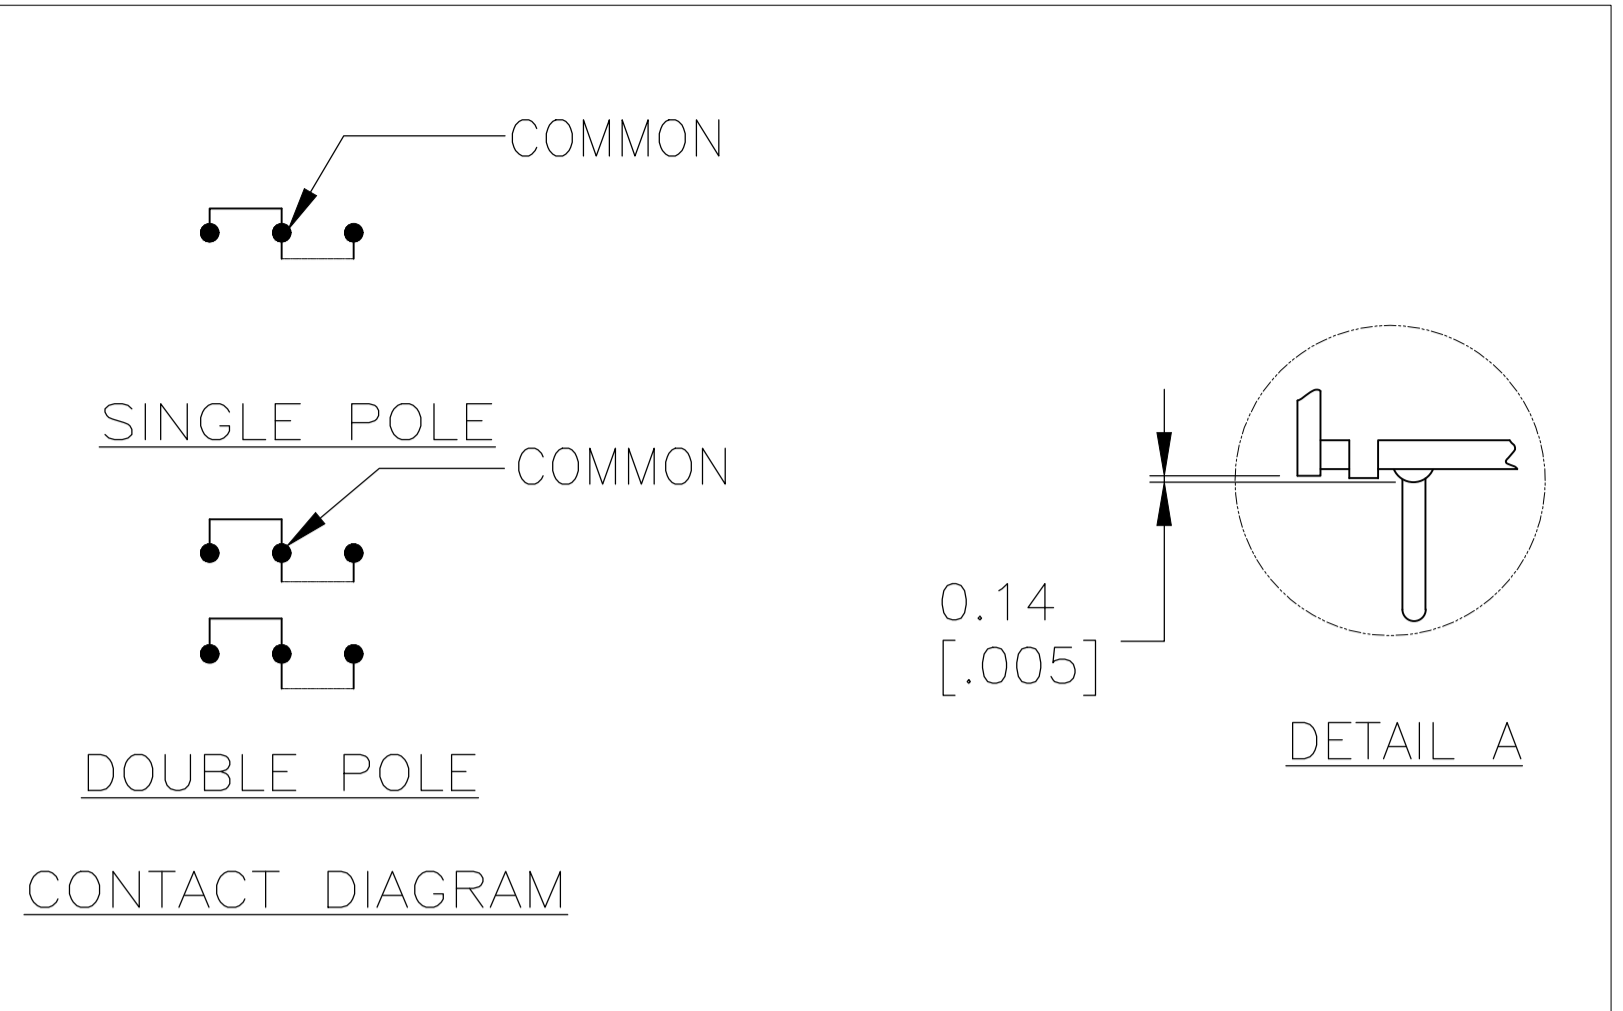 COMMON
SINGLE POLE
COMMON
DOUBLE POLE
CONTACT DIAGRAM
0.14
[.005]
DETAIL A